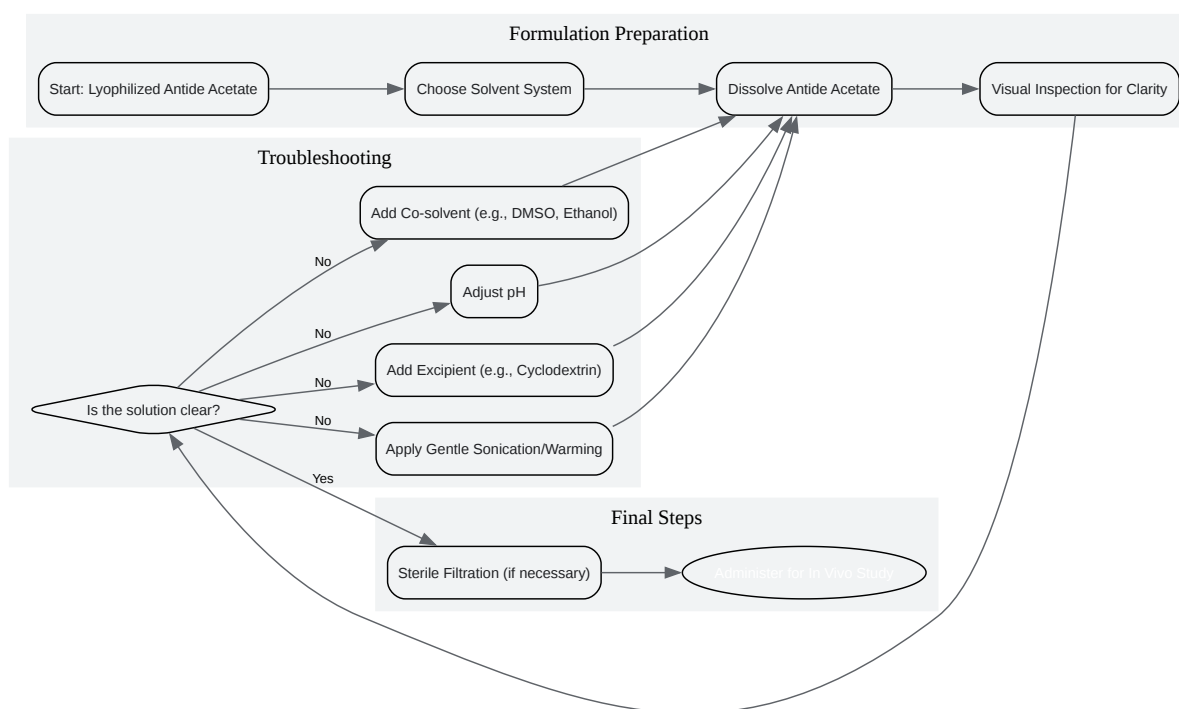 Formulation Preparation
Start: Lyophilized Antide Acetate
Choose Solvent System
Dissolve Antide Acetate
Visual Inspection for Clarity
Troubleshooting
Add Co-solvent (e.g., DMSO, Ethanol)
No
Adjust pH
No
Add Excipient (e.g., Cyclodextrin)
No
Is the solution clear?
No
Apply Gentle Sonication/Warming
Yes
Final Steps
Sterile Filtration (if necessary)
Administer for In Vivo Study